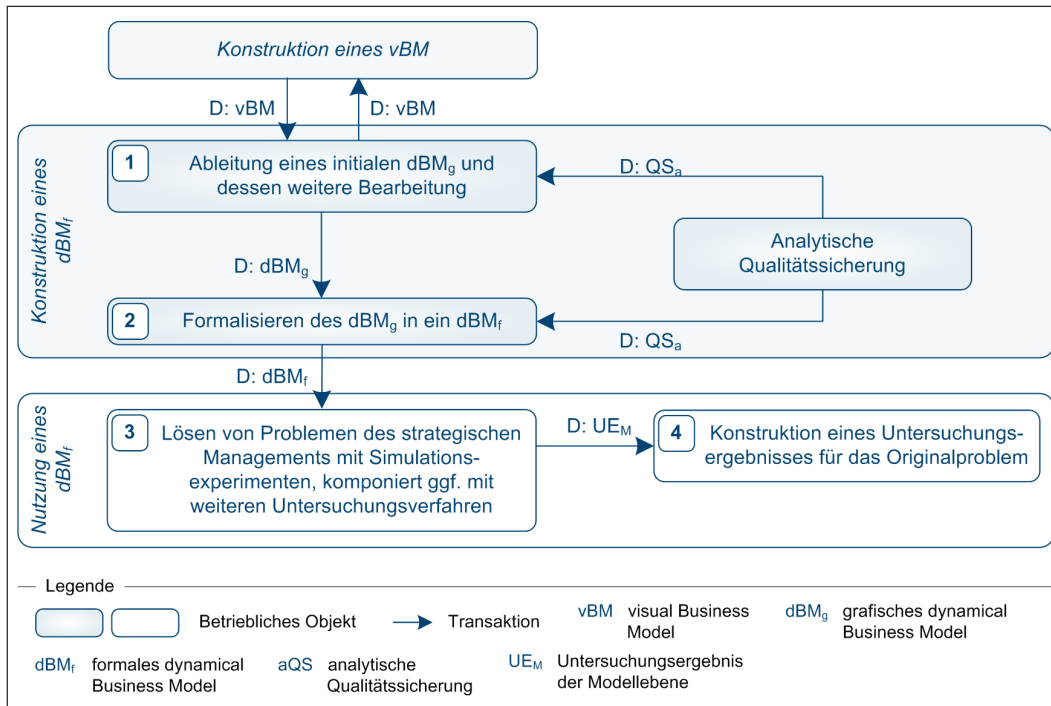 Konstruktion eines vBM
D: vBM
D: vBM
Konstruktion eines
dBMf
1
Ableitung eines initialen dBMg und
dessen weitere Bearbeitung
D: QSa
Analytische
Qualitätssicherung
D: dBMg
2
Formalisieren des dBMg in ein dBMf
D: QSa
D: dBMf
Nutzung eines
dBMf
3
Lösen von Problemen des strategischen
Managements mit Simulations-
experimenten, komponiert ggf. mit
weiteren Untersuchungsverfahren
D: UEM
4
Konstruktion eines Untersuchungs-
ergebnisses für das Originalproblem
Legende
Betriebliches Objekt
Transaktion
vBM visual Business
Model
dBMg grafisches dynamical
Business Model
dBMf formales dynamical
Business Model
aQS analytische
Qualitätssicherung
UEM Untersuchungsergebnis
der Modellebene